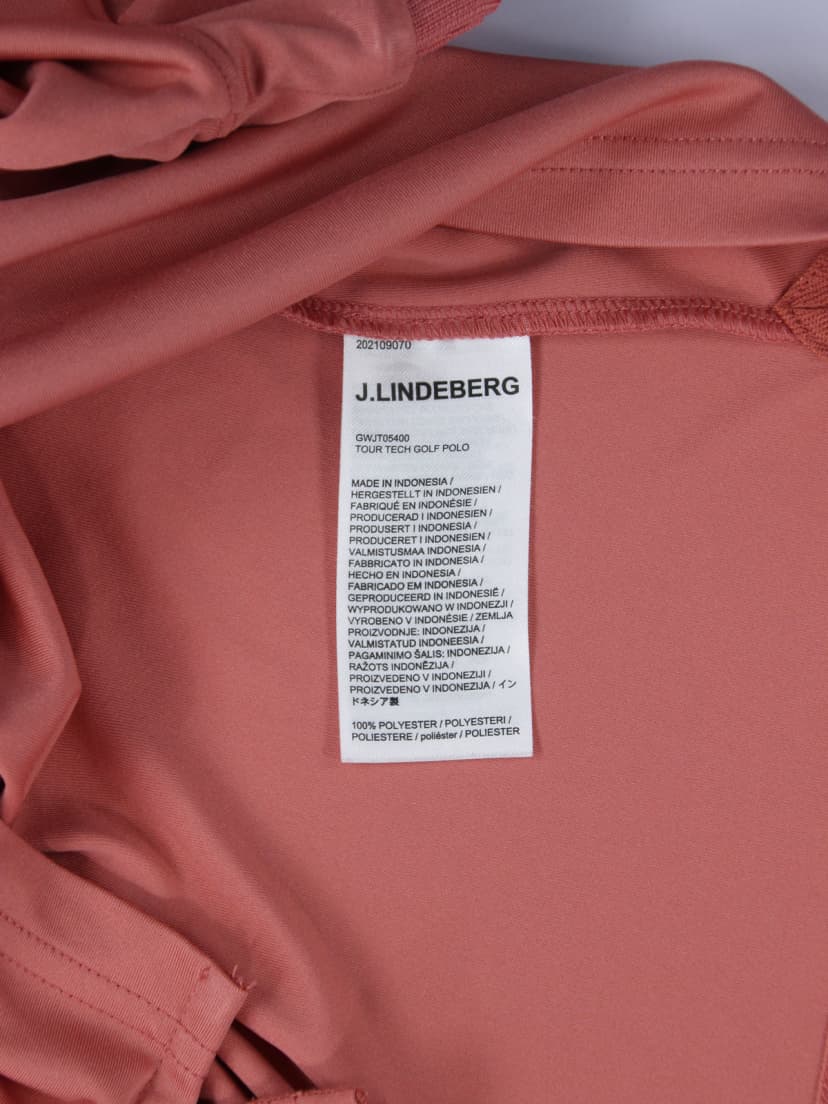 202109070
J.LINDEBERG
GWJT05400
TOUR TECH GOLF POLO
MADE IN INDONESIA /
HERGESTELLT IN INDONESIEN /
FABRIQUÉ EN INDONÉSIE /
PRODUCERAD I INDONESIEN /
PRODUSERT I INDONESIA /
PRODUCERET I INDONESIEN /
VALMISTUSMAA INDONESIA /
FABBRICATO IN INDONESIA /
HECHO EN INDONESIA /
FABRICADO EM INDONESIA /
GEPRODUCEERD IN INDONESIË /
WYPRODUKOWANO W INDONEZJI /
VYROBENO V INDONÉSIE / ZEMLJA
PROIZVODNJE: INDONEZIJA /
VALMISTATUD INDONEESIA /
PAGAMINIMO ŠALIS: INDONEZIJA /
RAŽOTS INDONĒZIJA /
PROIZVEDENO V INDONEZIJI /
PROIZVEDENO V INDONEZIJA / イン
ドネシア製
100% POLYESTER / POLYESTERI /
POLIESTERE / poliéster / POLIESTER